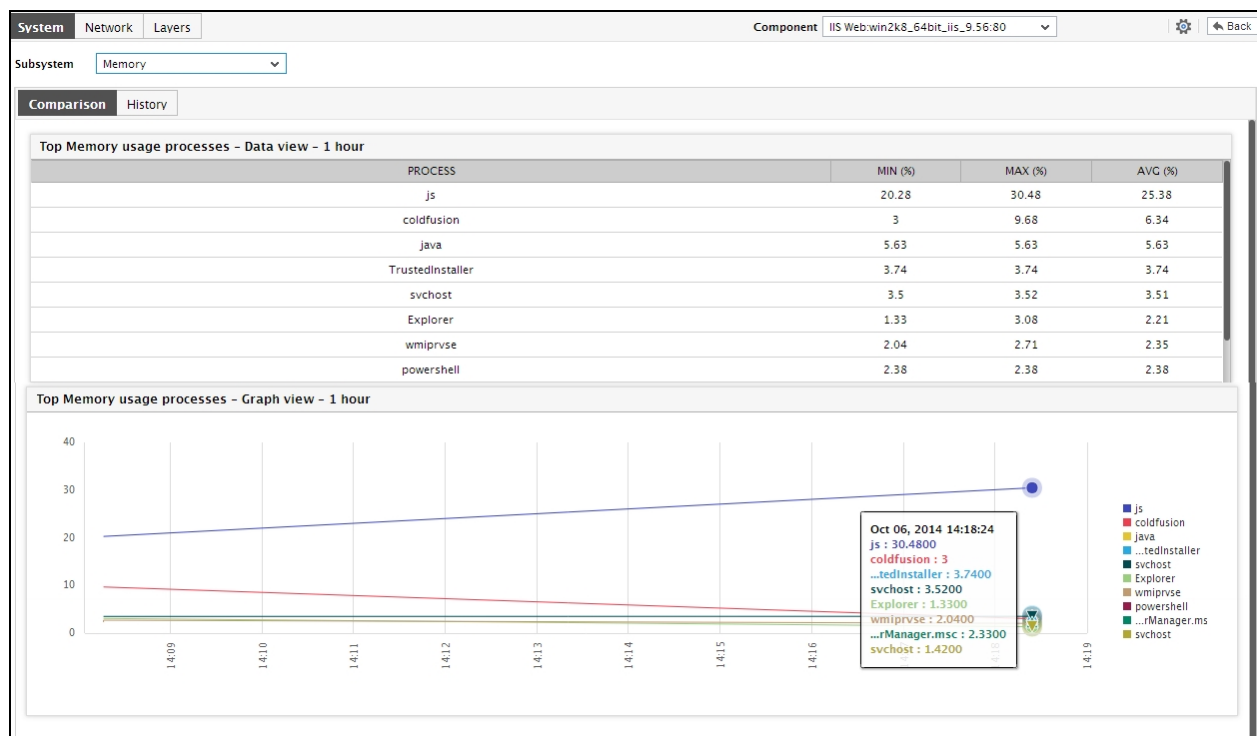 System Network Layers Component IIS Web:win2k8_64bit_iis_9.56:80 Back
Subsystem Memory
Comparison History
Top Memory usage processes - Data view - 1 hour
PROCESS MIN (%) MAX (%) AVG (%)
js 20.28 30.48 25.38
coldfusion 3 9.68 6.34
java 5.63 5.63 5.63
TrustedInstaller 3.74 3.74 3.74
svchost 3.5 3.52 3.51
Explorer 1.33 3.08 2.21
wmiprvse 2.04 2.71 2.35
powershell 2.38 2.38 2.38
Top Memory usage processes - Graph view - 1 hour
40
30
20
10
0
14:09
14:10
14:11
14:12
14:13
14:14
14:15
14:16
14:18
14:19
Oct 06, 2014 14:18:24
js : 30.4800
coldfusion : 3
...tedInstaller : 3.7400
svchost : 3.5200
Explorer : 1.3300
wmiprvse : 2.0400
...rManager.msc : 2.3300
svchost : 1.4200
js
coldfusion
java
...tedInstaller
svchost
Explorer
wmiprvse
powershell
...rManager.ms
svchost